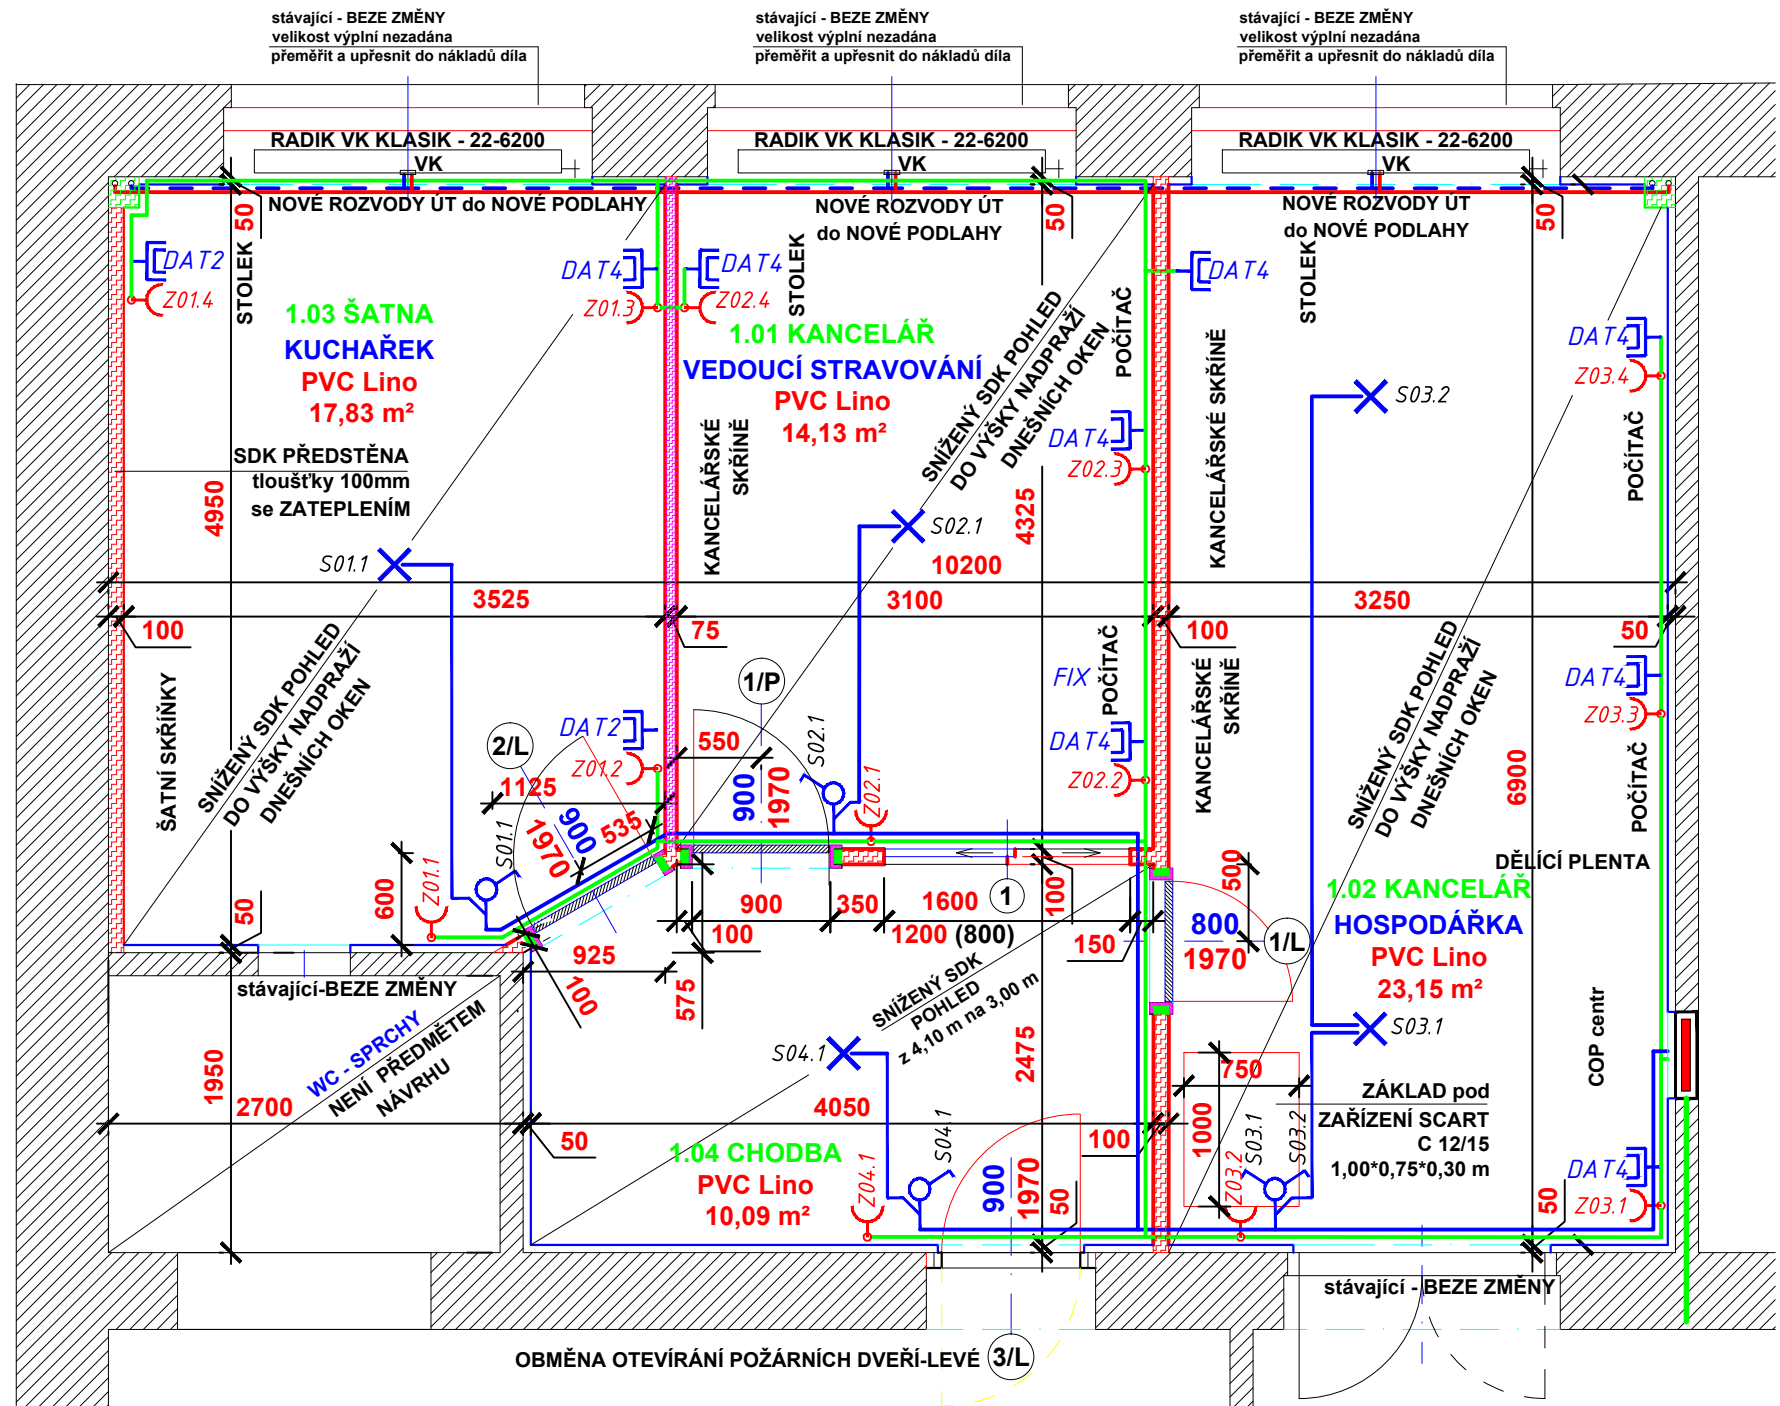 stávající - BEZE ZMĚNY
velikost výplní nezadána
přeměřit a upřesnit do nákladů díla
stávající - BEZE ZMĚNY
velikost výplní nezadána
přeměřit a upřesnit do nákladů díla
stávající - BEZE ZMĚNY
velikost výplní nezadána
přeměřit a upřesnit do nákladů díla
RADIK VK KLASIK - 22-6200
VK
RADIK VK KLASIK - 22-6200
VK
RADIK VK KLASIK - 22-6200
VK
NOVÉ ROZVODY ÚT do NOVÉ PODLAHY
NOVÉ ROZVODY ÚT
do NOVÉ PODLAHY
NOVÉ ROZVODY ÚT
do NOVÉ PODLAHY
50
50
50
DAT2
Z01.4
STOLEK
DAT4
Z01.3
DAT4
Z02.4
STOLEK
DAT4
STOLEK
1.03 ŠATNA
KUCHAŘEK
PVC Lino
17,83 m²
1.01 KANCELÁŘ
VEDOUCÍ STRAVOVÁNÍ
PVC Lino
14,13 m²
POČÍTAČ
KANCELÁŘSKÉ SKŘÍNĚ
DAT4
Z03.4
S03.2
POČÍTAČ
SDK PŘEDSTĚNA
tloušťky 100mm
se ZATEPLENÍM
KANCELÁŘSKÉ
SKŘÍNĚ
SNÍŽENÝ SDK POHLED
DO VÝŠKY NADPRAŽÍ
DNEŠNÍCH OKEN
DAT4
Z02.3
4950
4325
S01.1
S02.1
10200
3525
3100
3250
100
75
100
50
ŠATNÍ SKŘÍŇKY
SNÍŽENÝ SDK POHLED
DO VÝŠKY NADPRAŽÍ
DNEŠNÍCH OKEN
POČÍTAČ
FIX
KANCELÁŘSKÉ
SKŘÍNĚ
SNÍŽENÝ SDK POHLED
DO VÝŠKY NADPRAŽÍ
DNEŠNÍCH OKEN
DAT4
Z03.3
POČÍTAČ
6900
1/P
2/L
DAT2
Z01.2
550
900
1970
S02.1
Z02.1
DAT4
Z02.2
1125
900
1970
535
S01.1
Z01.1
600
50
DĚLÍCÍ PLENTA
1.02 KANCELÁŘ
HOSPODÁŘKA
PVC Lino
23,15 m²
500
800
1970
1/L
1
100
900
350
1600
1200 (800)
100
150
925
100
575
stávající-BEZE ZMĚNY
WC - SPRCHY
NENÍ PŘEDMĚTEM
NÁVRHU
1950
2700
SNÍŽENÝ SDK
POHLED
z 4,10 m na 3,00 m
S04.1
2475
S03.1
COP centr
750
1000
ZÁKLAD pod
ZAŘÍZENÍ SCART
C 12/15
1,00*0,75*0,30 m
4050
50
100
1.04 CHODBA
PVC Lino
10,09 m²
Z04.1
S04.1
900
1970
50
Z03.2
S03.1
S03.2
DAT4
Z03.1
50
stávající - BEZE ZMĚNY
OBMĚNA OTEVÍRÁNÍ POŽÁRNÍCH DVEŘÍ-LEVÉ
3/L